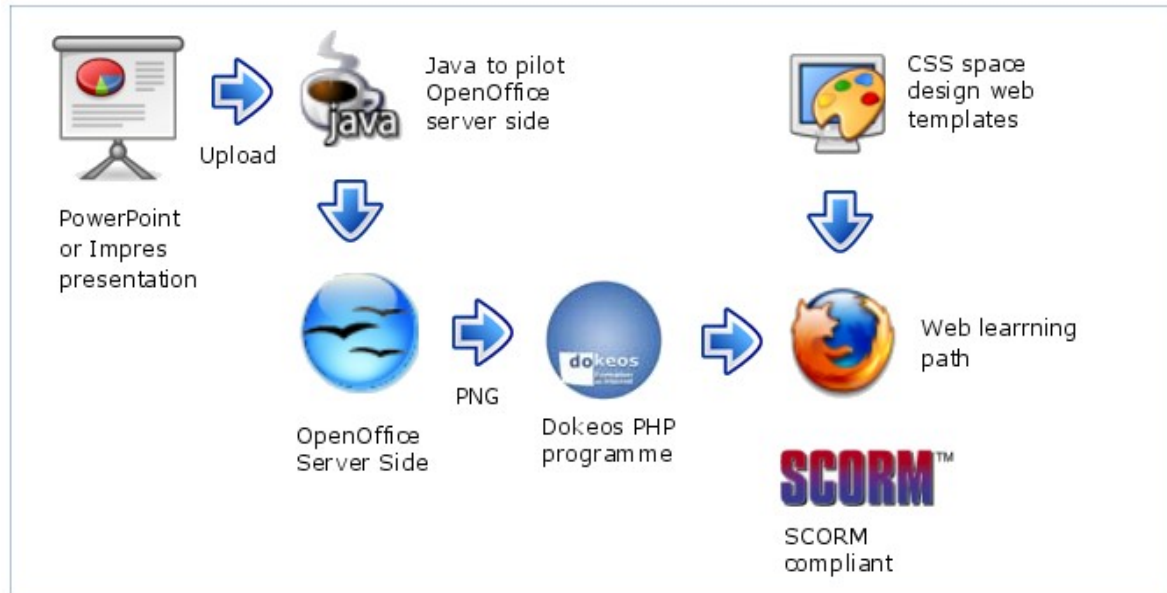 Java to pilot
OpenOffice
server side
CSS space
design web
templates
java
Upload
PowerPoint
or Impres
presentation
Web learrning
path
dokeos
PNG
OpenOffice
Server Side
Dokeos PHP
programme
SCORM™
SCORM
compliant